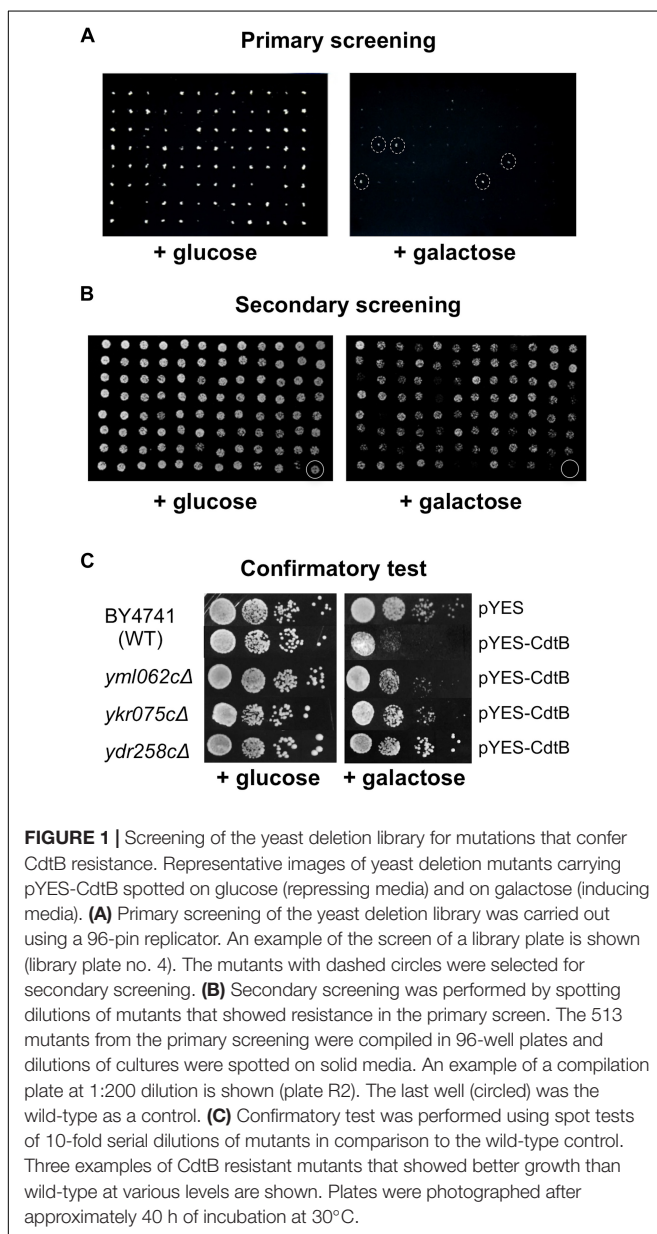 A
Primary screening
+ glucose
+ galactose
B
Secondary screening
+ glucose
+ galactose
C
Confirmatory test
BY4741
(WT)
pYES
pYES-CdtB
yml062cΔ
pYES-CdtB
ykr075cΔ
pYES-CdtB
ydr258cΔ
pYES-CdtB
+ glucose
+ galactose
FIGURE 1 | Screening of the yeast deletion library for mutations that confer
CdtB resistance. Representative images of yeast deletion mutants carrying
pYES-CdtB spotted on glucose (repressing media) and on galactose (inducing
media). (A) Primary screening of the yeast deletion library was carried out
using a 96-pin replicator. An example of the screen of a library plate is shown
(library plate no. 4). The mutants with dashed circles were selected for
secondary screening. (B) Secondary screening was performed by spotting
dilutions of mutants that showed resistance in the primary screen. The 513
mutants from the primary screening were compiled in 96-well plates and
dilutions of cultures were spotted on solid media. An example of a compilation
plate at 1:200 dilution is shown (plate R2). The last well (circled) was the
wild-type as a control. (C) Confirmatory test was performed using spot tests
of 10-fold serial dilutions of mutants in comparison to the wild-type control.
Three examples of CdtB resistant mutants that showed better growth than
wild-type at various levels are shown. Plates were photographed after
approximately 40 h of incubation at 30°C.